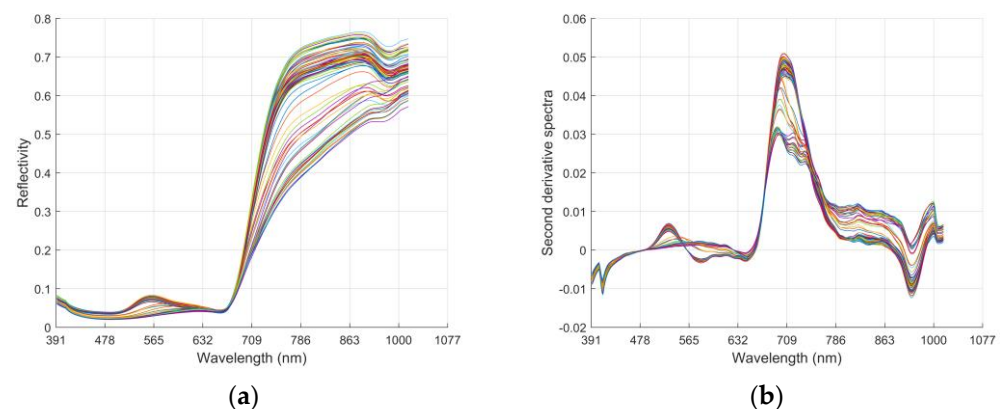 0.8
0.7
0.6
0.5
0.4
0.3
0.2
0.1
0
391 478 565 632 709 786 863 1000 1077
Reflectivity
Wavelength (nm)
(a)
0.06
0.05
0.04
0.03
0.02
0.01
0
-0.01
-0.02
391 478 565 632 709 786 863 1000 1077
Second derivative spectra
Wavelength (nm)
(b)